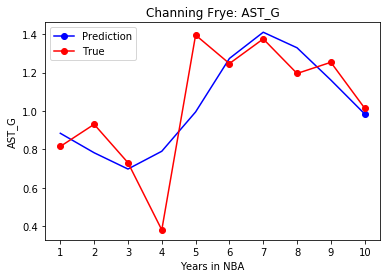 Channing Frye: AST_G
Prediction
True
AST_G
1.4
1.2
1.0
0.8
0.6
0.4
1 2 3 4 5 6 7 8 9 10
Years in NBA